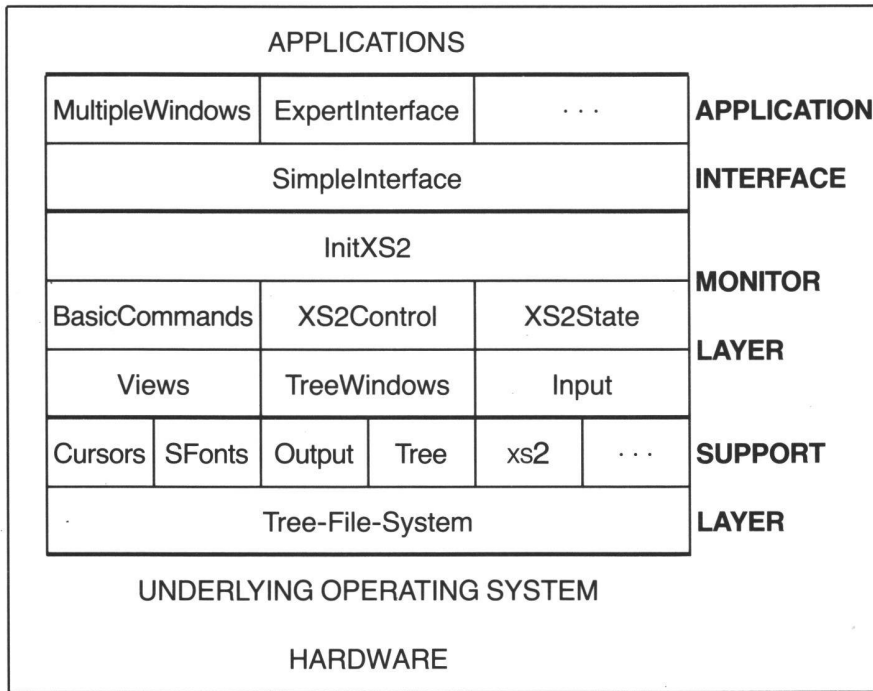 APPLICATIONS
MultipleWindows ExpertInterface ... APPLICATION
SimpleInterface INTERFACE
InitXS2
MONITOR
BasicCommands XS2Control XS2State
LAYER
Views TreeWindows Input
Cursors SFonts Output Tree xs2 ... SUPPORT
Tree-File-System LAYER
UNDERLYING OPERATING SYSTEM
HARDWARE